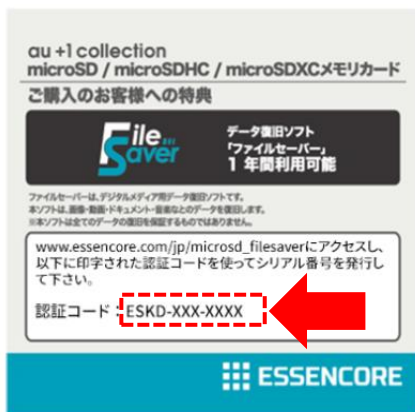 au +1 collection
microSD / microSDHC / microSDXCメモリカード
ご購入のお客様への特典
File
Saver
データ復旧ソフト
「ファイルセーバー」
1 年間利用可能
ファイルセーバーは、デジタルメディア用データ復旧ソフトです。
本ソフトは、画像・動画・ドキュメント・音楽などのデータを復旧します。
※本ソフトは全てのデータの復旧を保証するものではありません。
www.essencore.com/jp/microsd_filesaverにアクセスし、
以下に印字された認証コードを使ってシリアル番号を発行し
て下さい。
認証コード：ESKD-XXX-XXXX
ESSENCORE